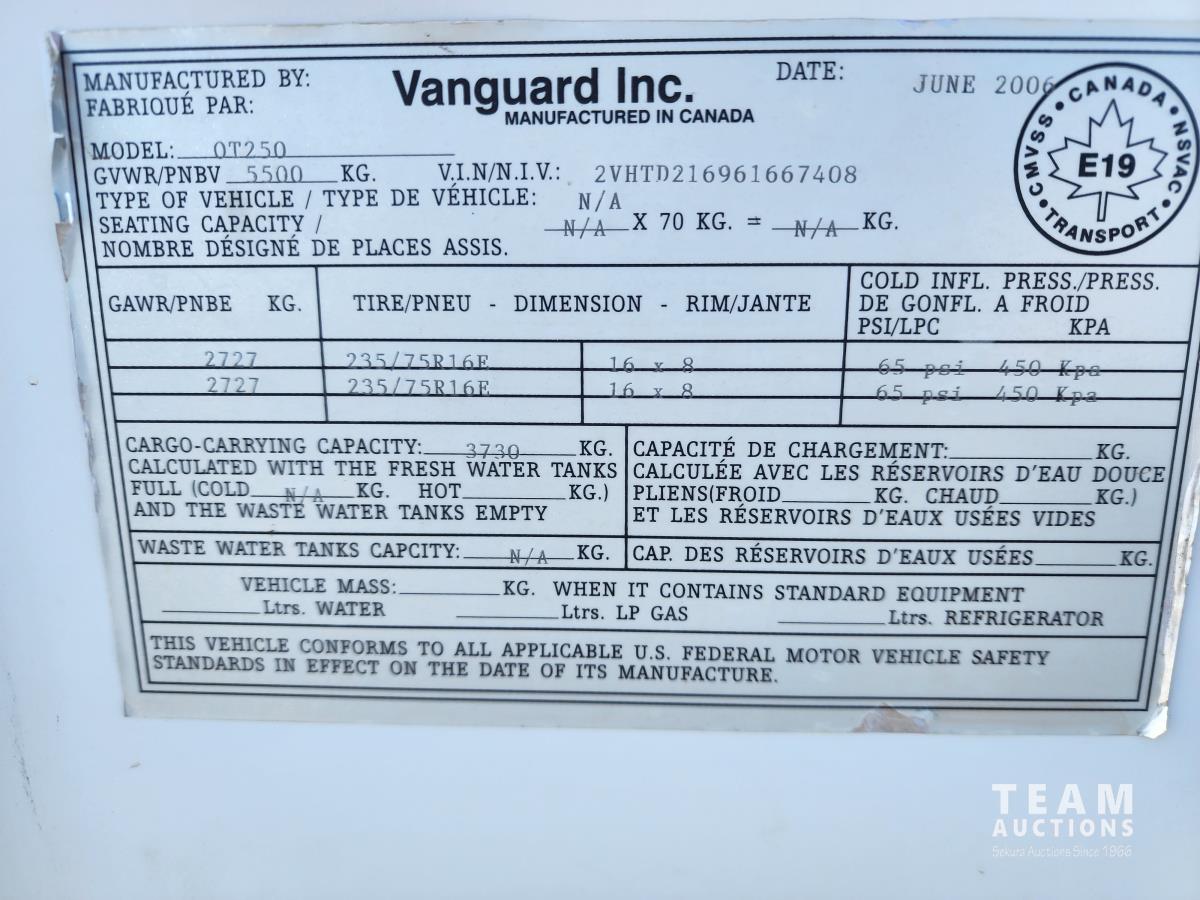 MANUFACTURED BY: Vanguard Inc. DATE: JUNE 2006
FABRIQUÉ PAR: MANUFACTURED IN CANADA
CMVSS • CANADA • NSVAC • TRANSPORT •
E19
MODEL: OT250
GVWR/PNBV 5500 KG. V.I.N/N.I.V.: 2VHTD216961667408
TYPE OF VEHICLE / TYPE DE VÉHICLE: N/A
SEATING CAPACITY / N/A X 70 KG. = N/A KG.
NOMBRE DÉSIGNÉ DE PLACES ASSIS.
GAWR/PNBE KG. TIRE/PNEU - DIMENSION - RIM/JANTE
COLD INFL. PRESS./PRESS.
DE GONFL. A FROID
PSI/LPC KPA
2727 235/75R16E 16 x 8 65 psi 450 Kpa
2727 235/75R16E 16 x 8 65 psi 450 Kpa
CARGO-CARRYING CAPACITY: 3730 KG.
CALCULATED WITH THE FRESH WATER TANKS
FULL (COLD N/A KG. HOT KG.)
AND THE WASTE WATER TANKS EMPTY
CAPACITÉ DE CHARGEMENT: KG.
CALCULÉE AVEC LES RÉSERVOIRS D'EAU DOUCE
PLIENS(FROID KG. CHAUD KG.)
ET LES RÉSERVOIRS D'EAUX USÉES VIDES
WASTE WATER TANKS CAPCITY: N/A KG.
CAP. DES RÉSERVOIRS D'EAUX USÉES KG.
VEHICLE MASS: KG. WHEN IT CONTAINS STANDARD EQUIPMENT
Ltrs. WATER Ltrs. LP GAS Ltrs. REFRIGERATOR
THIS VEHICLE CONFORMS TO ALL APPLICABLE U.S. FEDERAL MOTOR VEHICLE SAFETY
STANDARDS IN EFFECT ON THE DATE OF ITS MANUFACTURE.
TEAM
AUCTIONS
Sekura Auctions Since 1966